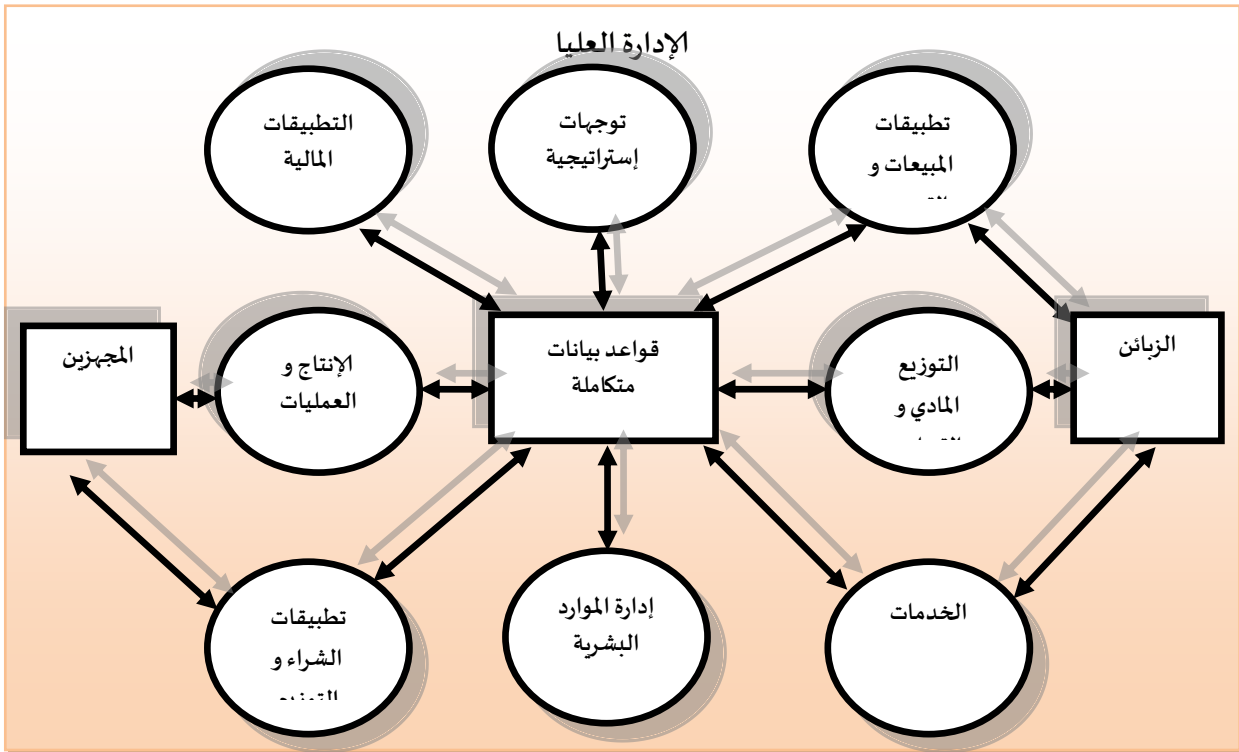 الإدارة العليا
تطبيقات
المبيعات و
توجهات
إستراتيجية
التطبيقات
المالية
الزبائن
التوزيع
المادي و
قواعد بيانات
متكاملة
الإنتاج و
العمليات
المجهزين
الخدمات
إدارة الموارد
البشرية
تطبيقات
الشراء و